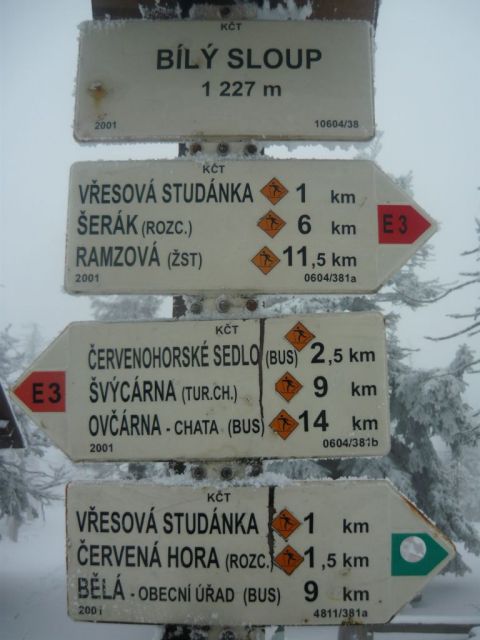 KČT
BÍLÝ SLOUP
1 227 m
2001 10604/38
KČT
VŘESOVÁ STUDÁNKA 1 km
ŠERÁK (ROZC.) 6 km
RAMZOVÁ (ŽST) 11,5 km
E 3
2001 0604/381a
KČT
ČERVENOHORSKÉ SEDLO (BUS) 2,5 km
E 3
ŠVÝCÁRNA (TUR.CH.) 9 km
OVČÁRNA - CHATA (BUS) 14 km
2001 0604/381b
KČT
VŘESOVÁ STUDÁNKA 1 km
ČERVENÁ HORA (ROZC.) 1,5 km
BĚLÁ - OBECNÍ ÚŘAD (BUS) 9 km
2001 4811/381a